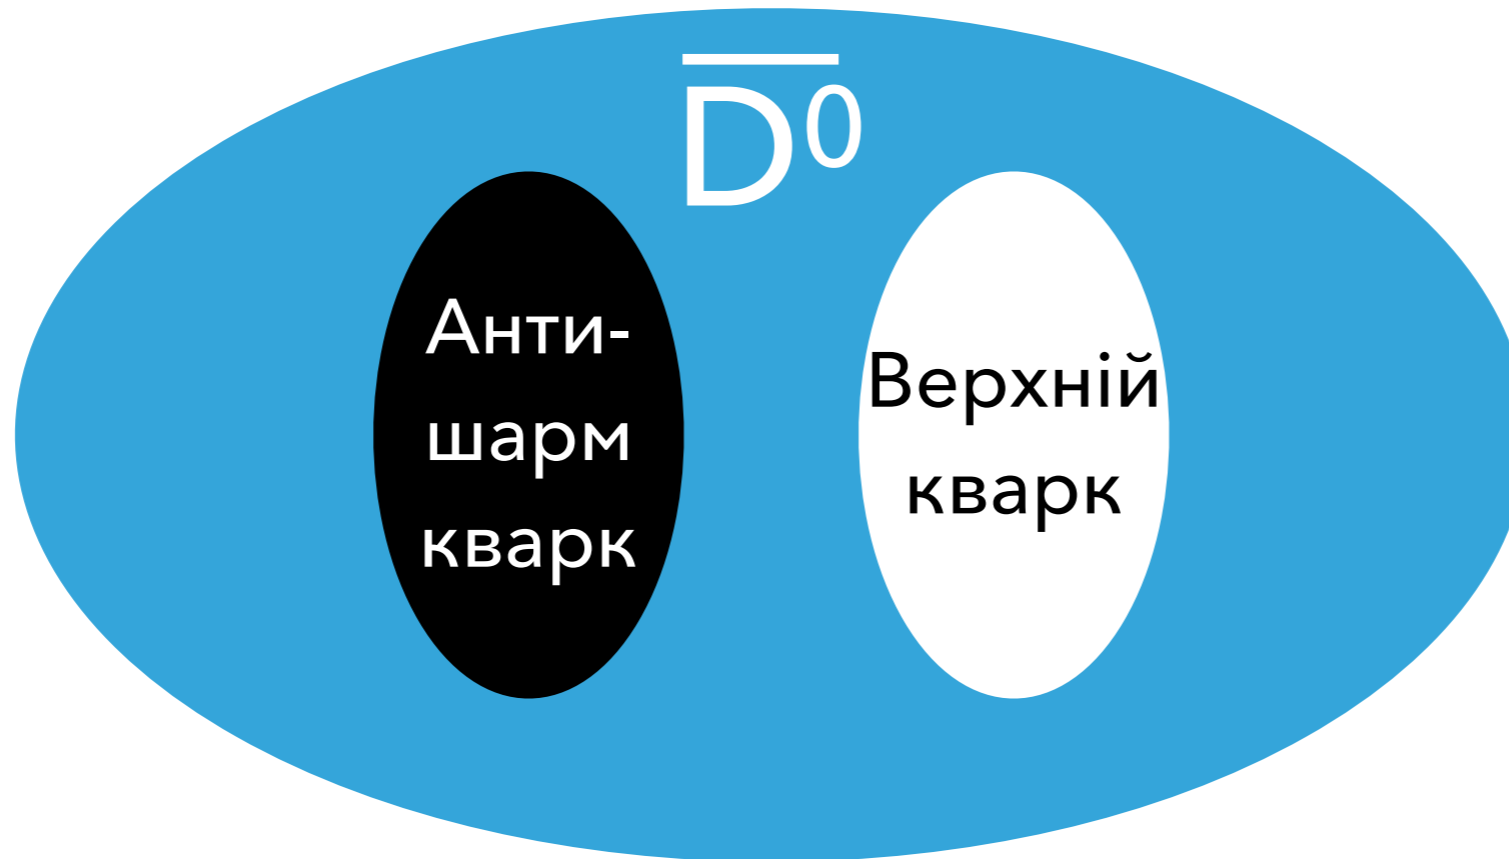 D̅⁰
Анти-
шарм
кварк
Верхній
кварк